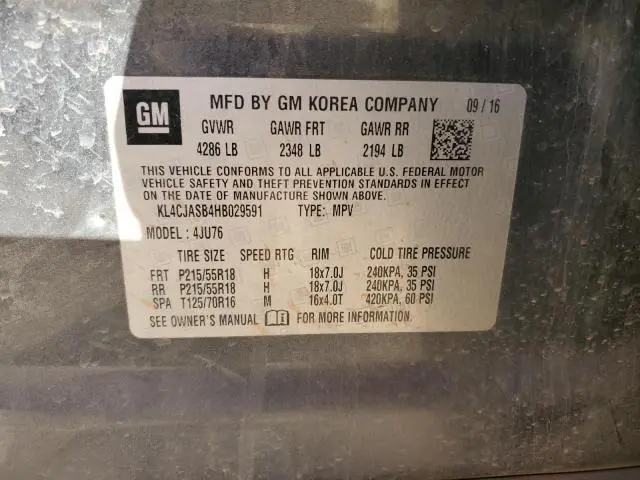 GM
MFD BY GM KOREA COMPANY 09 / 16
GVWR GAWR FRT GAWR RR
4286 LB 2348 LB 2194 LB
THIS VEHICLE CONFORMS TO ALL APPLICABLE U.S. FEDERAL MOTOR
VEHICLE SAFETY AND THEFT PREVENTION STANDARDS IN EFFECT
ON THE DATE OF MANUFACTURE SHOWN ABOVE.
KL4CJASB4HB029591 TYPE: MPV
MODEL : 4JU76
TIRE SIZE SPEED RTG RIM COLD TIRE PRESSURE
FRT P215/55R18 H 18x7.0J 240KPA, 35 PSI
RR P215/55R18 H 18x7.0J 240KPA, 35 PSI
SPA T125/70R16 M 16x4.0T 420KPA, 60 PSI
SEE OWNER'S MANUAL FOR MORE INFORMATION.